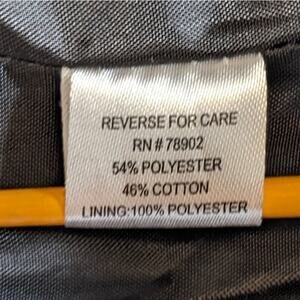 REVERSE FOR CARE
RN # 78902
54% POLYESTER
46% COTTON
LINING:100% POLYESTER